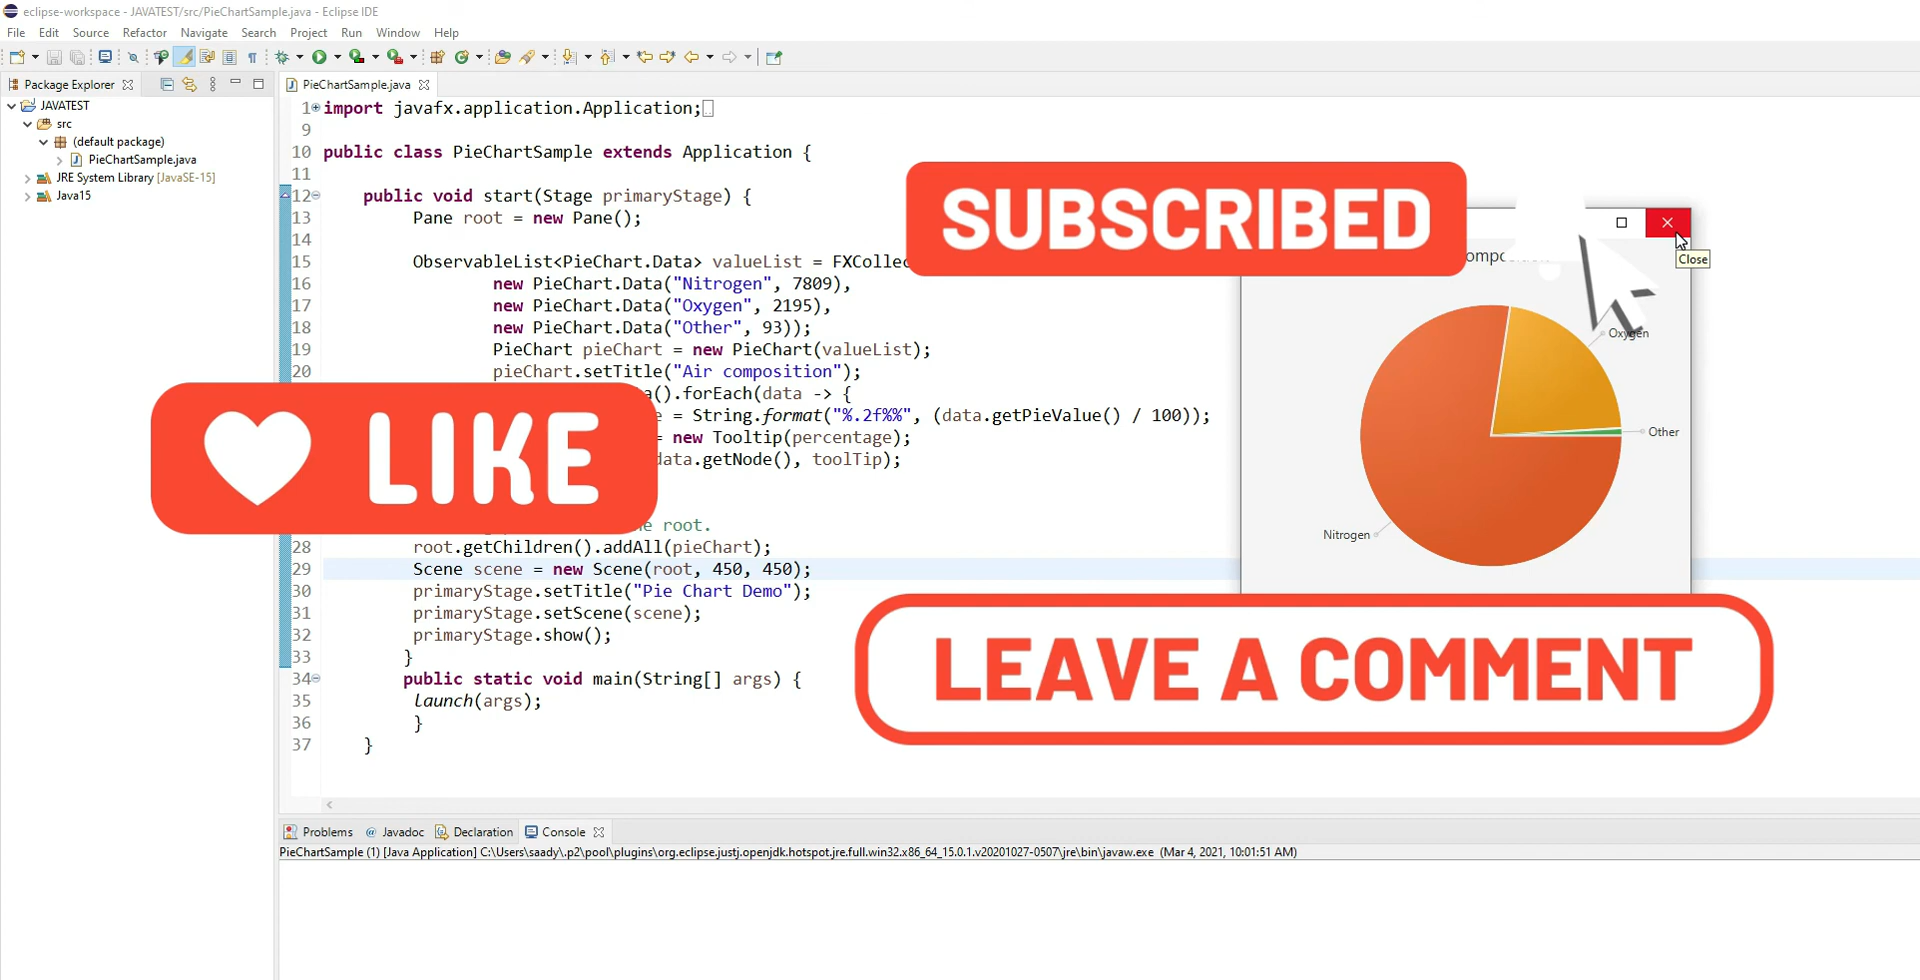 eclipse-workspace - JAVATEST/src/PieChartSample.java - Eclipse IDE
File Edit Source Refactor Navigate Search Project Run Window Help
Package Explorer
PieChartSample.java
JAVATEST
src
(default package)
PieChartSample.java
JRE System Library [JavaSE-15]
Java15
1 import javafx.application.Application;
9
10 public class PieChartSample extends Application {
11
12 public void start(Stage primaryStage) {
13 Pane root = new Pane();
14
15 ObservableList<PieChart.Data> valueList = FXCollec
16 new PieChart.Data("Nitrogen", 7809),
17 new PieChart.Data("Oxygen", 2195),
18 new PieChart.Data("Other", 93));
19 PieChart pieChart = new PieChart(valueList);
20 pieChart.setTitle("Air composition");
a().forEach(data -> {
e = String.format("%.2f%%", (data.getPieValue() / 100));
= new Tooltip(percentage);
data.getNode(), toolTip);
e root.
28 root.getChildren().addAll(pieChart);
29 Scene scene = new Scene(root, 450, 450);
30 primaryStage.setTitle("Pie Chart Demo");
31 primaryStage.setScene(scene);
32 primaryStage.show();
33 }
34 public static void main(String[] args) {
35 launch(args);
36 }
37 }
SUBSCRIBED
Close
Oxygen
Other
Nitrogen
LIKE
LEAVE A COMMENT
Problems @ Javadoc Declaration Console
PieChartSample (1) [Java Application] C:\Users\saady\.p2\pool\plugins\org.eclipse.justj.openjdk.hotspot.jre.full.win32.x86_64_15.0.1.v20201027-0507\jre\bin\javaw.exe (Mar 4, 2021, 10:01:51 AM)